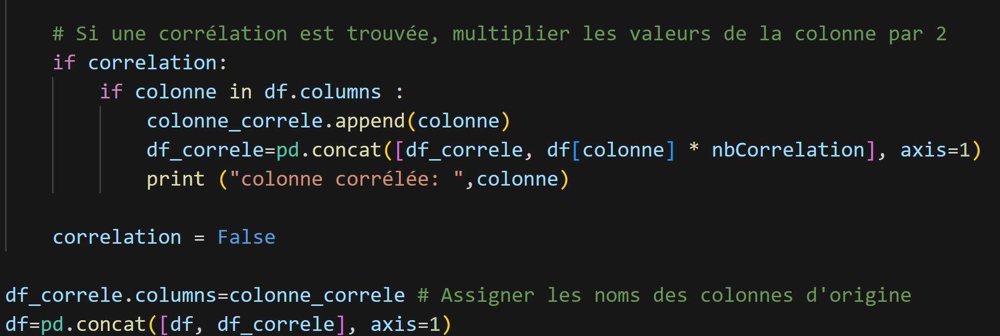 # Si une corrélation est trouvée, multiplier les valeurs de la colonne par 2
if correlation:
if colonne in df.columns :
colonne_correle.append(colonne)
df_correle=pd.concat([df_correle, df[colonne] * nbCorrelation], axis=1)
print ("colonne corrélée: ",colonne)
correlation = False
df_correle.columns=colonne_correle # Assigner les noms des colonnes d'origine
df=pd.concat([df, df_correle], axis=1)